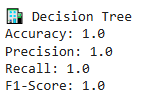 🏢 Decision Tree
Accuracy: 1.0
Precision: 1.0
Recall: 1.0
F1-Score: 1.0